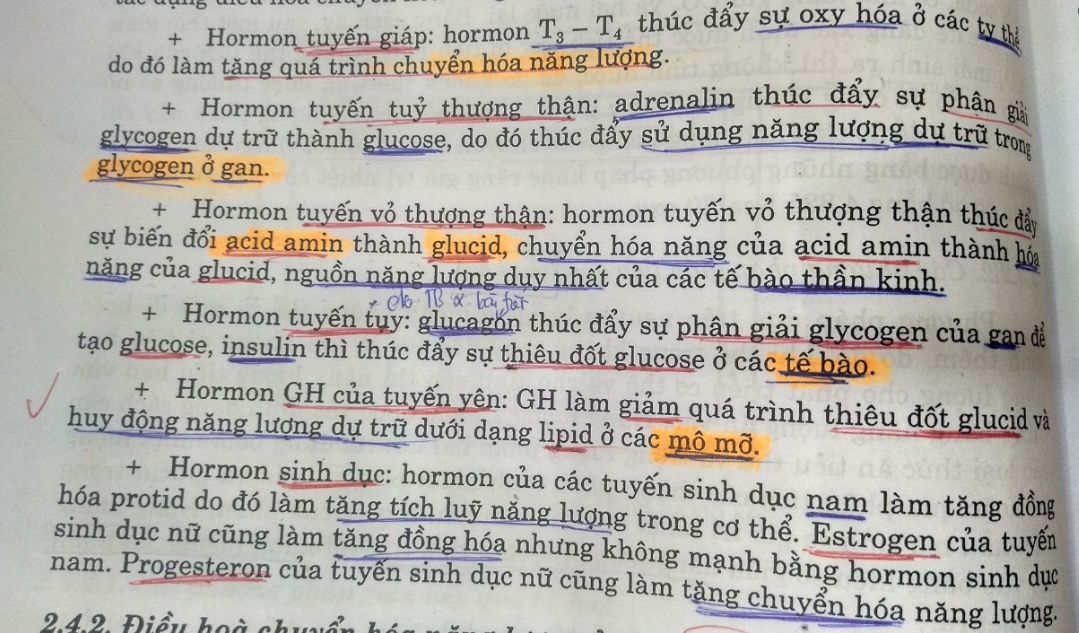 + Hormon tuyến giáp: hormon T₃ – T₄ thúc đẩy sự oxy hóa ở các ty thể
do đó làm tăng quá trình chuyển hóa năng lượng.
+ Hormon tuyến tuỷ thượng thận: adrenalin thúc đẩy sự phân giải
glycogen dự trữ thành glucose, do đó thúc đẩy sử dụng năng lượng dự trữ trong
glycogen ở gan.
+ Hormon tuyến vỏ thượng thận: hormon tuyến vỏ thượng thận thúc đẩy
sự biến đổi acid amin thành glucid, chuyển hóa năng của acid amin thành hóa
năng của glucid, nguồn năng lượng duy nhất của các tế bào thần kinh.
+ Hormon tuyến tụy: glucagon thúc đẩy sự phân giải glycogen của gan để
tạo glucose, insulin thì thúc đẩy sự thiêu đốt glucose ở các tế bào.
+ Hormon GH của tuyến yên: GH làm giảm quá trình thiêu đốt glucid và
huy động năng lượng dự trữ dưới dạng lipid ở các mô mỡ.
+ Hormon sinh dục: hormon của các tuyến sinh dục nam làm tăng đồng
hóa protid do đó làm tăng tích luỹ năng lượng trong cơ thể. Estrogen của tuyến
sinh dục nữ cũng làm tăng đồng hóa nhưng không mạnh bằng hormon sinh dục
nam. Progesteron của tuyến sinh dục nữ cũng làm tăng chuyển hóa năng lượng.
2.4.2. Điều hoà chuyển hóa năng lượng